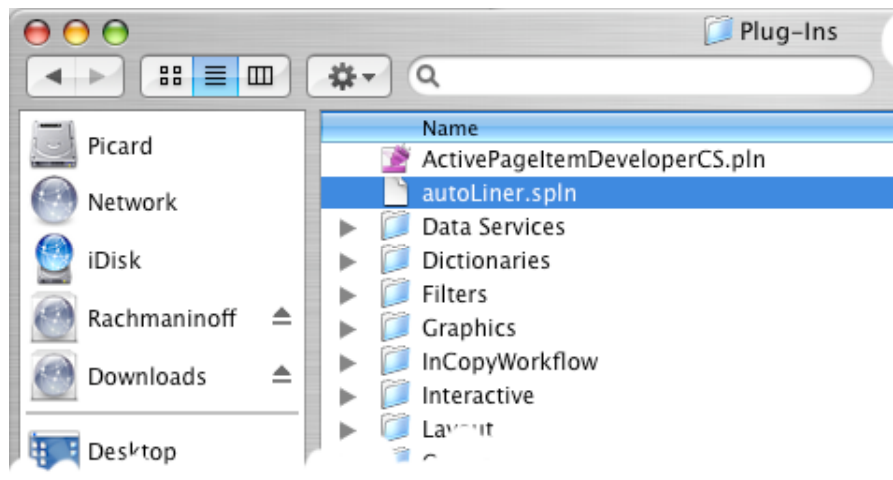 Plug-Ins
Picard
Network
iDisk
Rachmaninoff
Downloads
Desktop
Name
ActivePageItemDeveloperCS.pln
autoLiner.spln
Data Services
Dictionaries
Filters
Graphics
InCopyWorkflow
Interactive
Layout